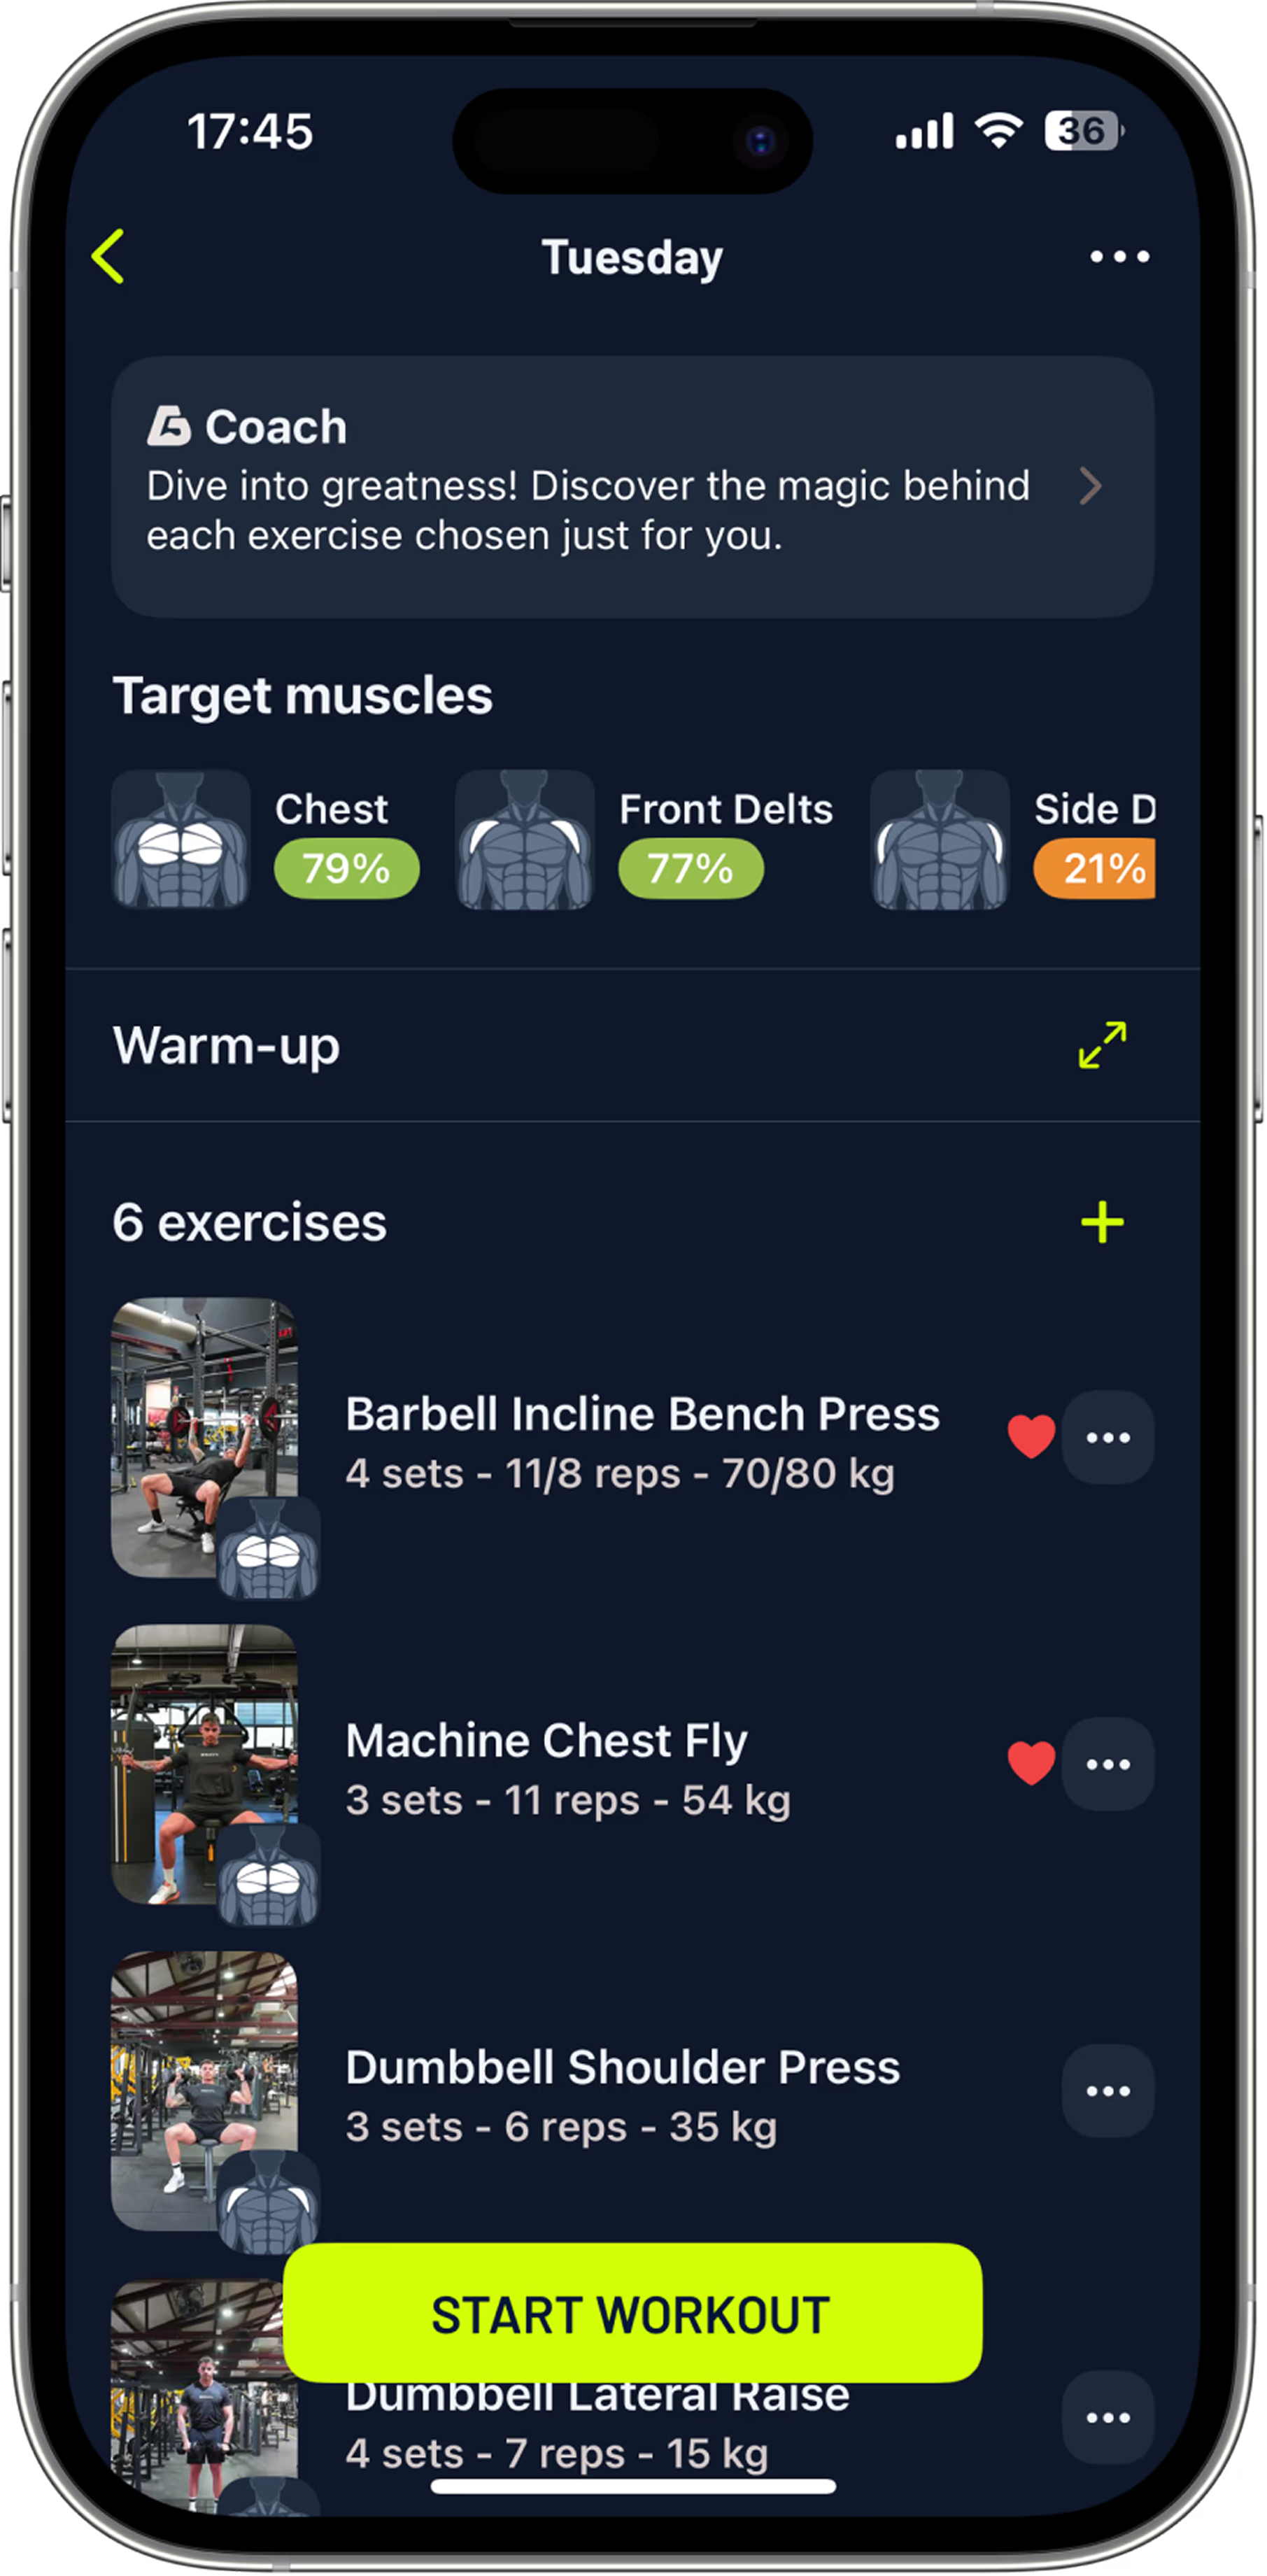 17:45
36
Tuesday
Coach
Dive into greatness! Discover the magic behind
each exercise chosen just for you.
Target muscles
Chest
79%
Front Delts
77%
Side D
21%
Warm-up
6 exercises
Barbell Incline Bench Press
4 sets - 11/8 reps - 70/80 kg
Machine Chest Fly
3 sets - 11 reps - 54 kg
Dumbbell Shoulder Press
3 sets - 6 reps - 35 kg
START WORKOUT
Dumbbell Lateral Raise
4 sets - 7 reps - 15 kg